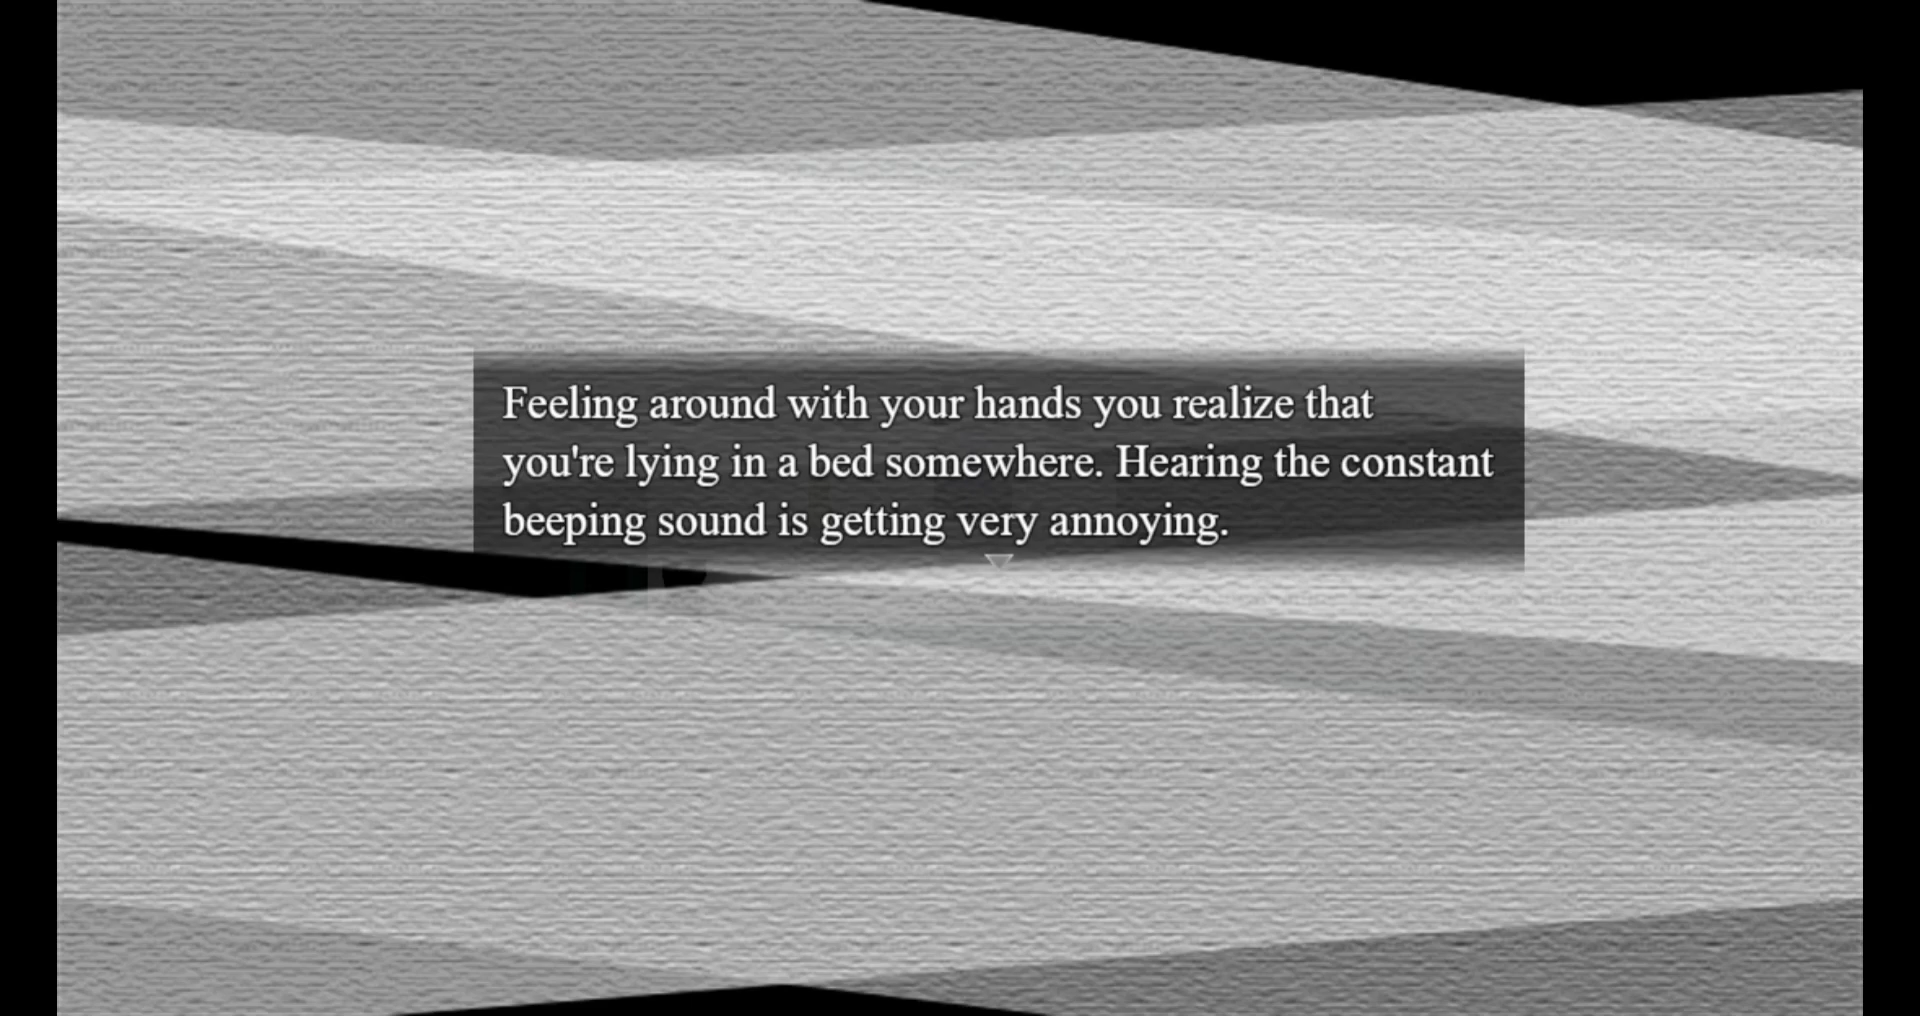 Feeling around with your hands you realize that
you're lying in a bed somewhere. Hearing the constant
beeping sound is getting very annoying.